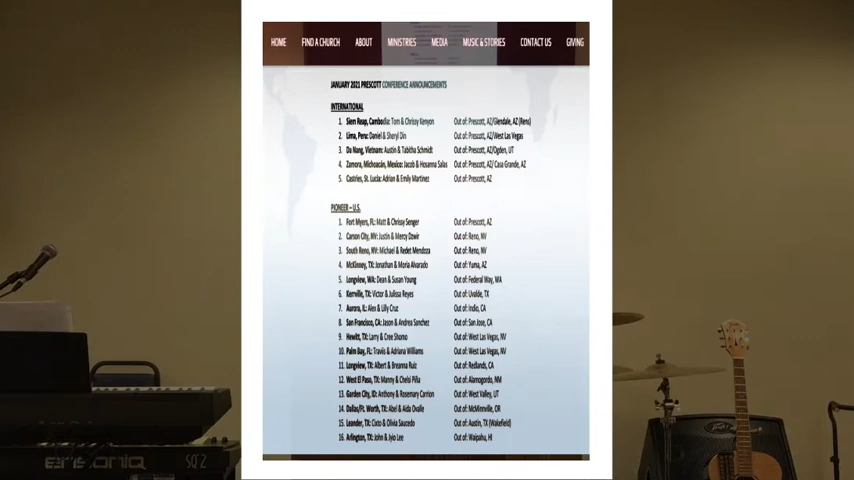 HOME FIND A CHURCH ABOUT MINISTRIES MEDIA MUSIC & STORIES CONTACT US GIVING
JANUARY 2021 PRESCOTT CONFERENCE ANNOUNCEMENTS
INTERNATIONAL
1. Siem Reap, Cambodia: Tom & Chrissy Kenyon Out of: Prescott, AZ/Glendale, AZ (Renu)
2. Lima, Peru: Daniel & Sheryl Din Out of: Prescott, AZ/West Las Vegas
3. Da Nang, Vietnam: Austin & Tabitha Schmidt Out of: Prescott, AZ/Ogden, UT
4. Zamora, Michoacán, Mexico: Jacob & Hosanna Salas Out of: Prescott, AZ/ Casa Grande, AZ
5. Castries, St. Lucia: Adrian & Emily Martinez Out of: Prescott, AZ
PIONEER – U.S.
1. Fort Myers, FL: Matt & Chrissy Senger Out of: Prescott, AZ
2. Carson City, NV: Justin & Mercy Dowir Out of: Reno, NV
3. South Reno, NV: Michael & Redet Mendoza Out of: Reno, NV
4. McKinney, TX: Jonathan & Moria Alvarado Out of: Yuma, AZ
5. Longview, WA: Dean & Susan Young Out of: Federal Way, WA
6. Kerrville, TX: Victor & Julissa Reyes Out of: Uvalde, TX
7. Aurora, IL: Alex & Lilly Cruz Out of: Indio, CA
8. San Francisco, CA: Jason & Andrea Sanchez Out of: San Jose, CA
9. Hewitt, TX: Larry & Cree Shomo Out of: West Las Vegas, NV
10. Palm Bay, FL: Travis & Adriana Williams Out of: West Las Vegas, NV
11. Longview, TX: Albert & Breanna Ruiz Out of: Redlands, CA
12. West El Paso, TX: Manny & Chelsi Piña Out of: Alamogordo, NM
13. Garden City, ID: Anthony & Rosemary Carrion Out of: West Valley, UT
14. Dallas/Ft. Worth, TX: Abel & Aida Ovalle Out of: McMinnville, OR
15. Leander, TX: Cixto & Olivia Saucedo Out of: Austin, TX (Wakefield)
16. Arlington, TX: John & Jyio Lee Out of: Waipahu, HI
ensoniq SQ2
PEAVEY